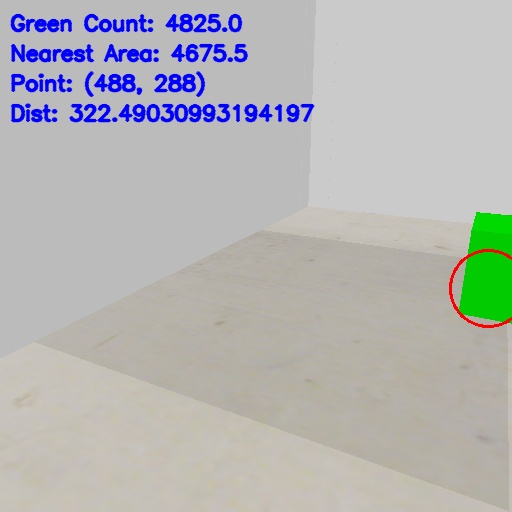 Green Count: 4825.0
Nearest Area: 4675.5
Point: (488, 288)
Dist: 322.49030993194197